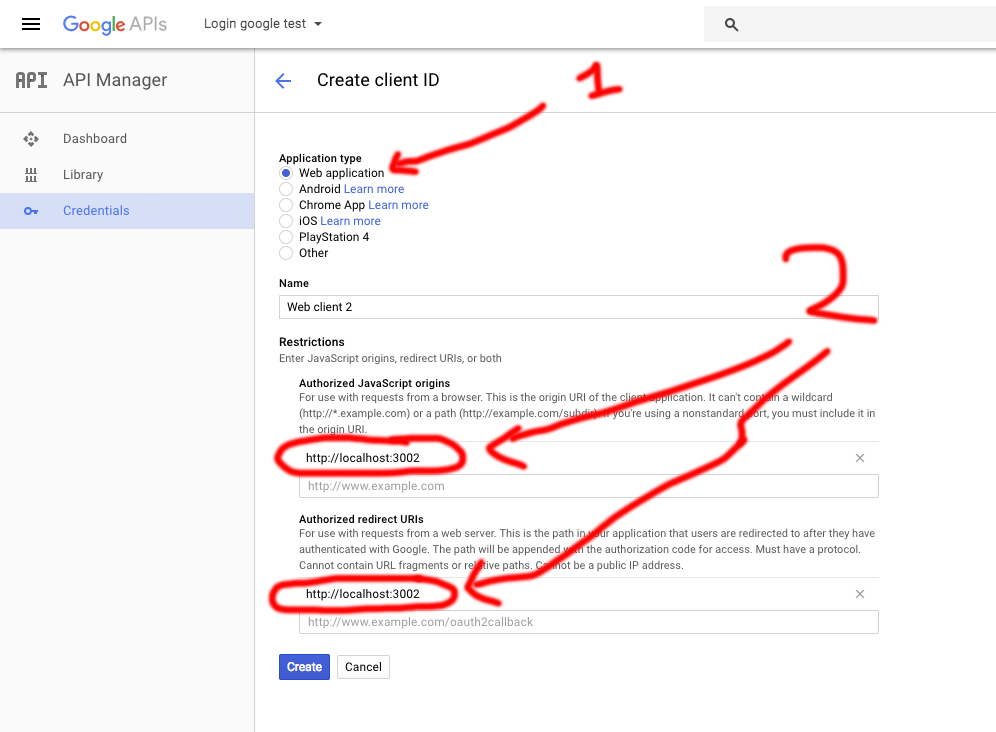 Google APIs
Login google test
API API Manager
Create client ID
1
Dashboard
Library
Credentials
Application type
Web application
Android Learn more
Chrome App Learn more
iOS Learn more
PlayStation 4
Other
2
Name
Web client 2
Restrictions
Enter JavaScript origins, redirect URIs, or both
Authorized JavaScript origins
For use with requests from a browser. This is the origin URI of the client application. It can't contain a wildcard
(http://*.example.com) or a path (http://example.com/subdir). If you're using a nonstandard port, you must include it in
the origin URI.
http://localhost:3002
http://www.example.com
Authorized redirect URIs
For use with requests from a web server. This is the path in your application that users are redirected to after they have
authenticated with Google. The path will be appended with the authorization code for access. Must have a protocol.
Cannot contain URL fragments or relative paths. Cannot be a public IP address.
http://localhost:3002
http://www.example.com/oauth2callback
Create Cancel